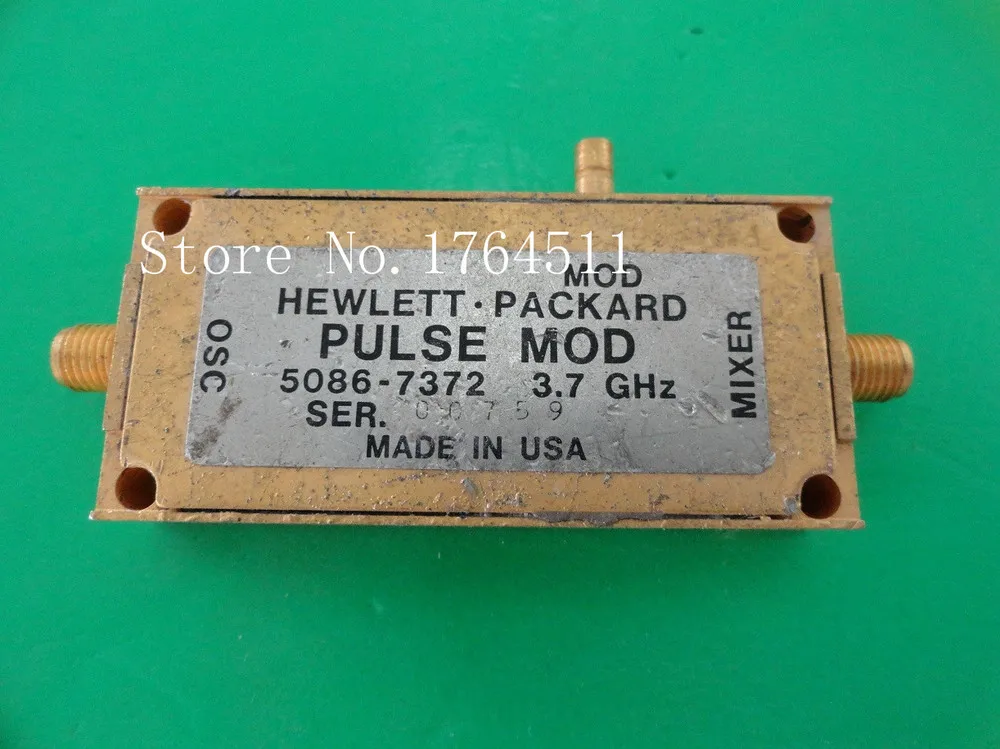 Store No. 1764511
MOD
HEWLETT·PACKARD
PULSE MOD
5086-7372 3.7 GHz
SER. 00759
MADE IN USA
OSC
MIXER